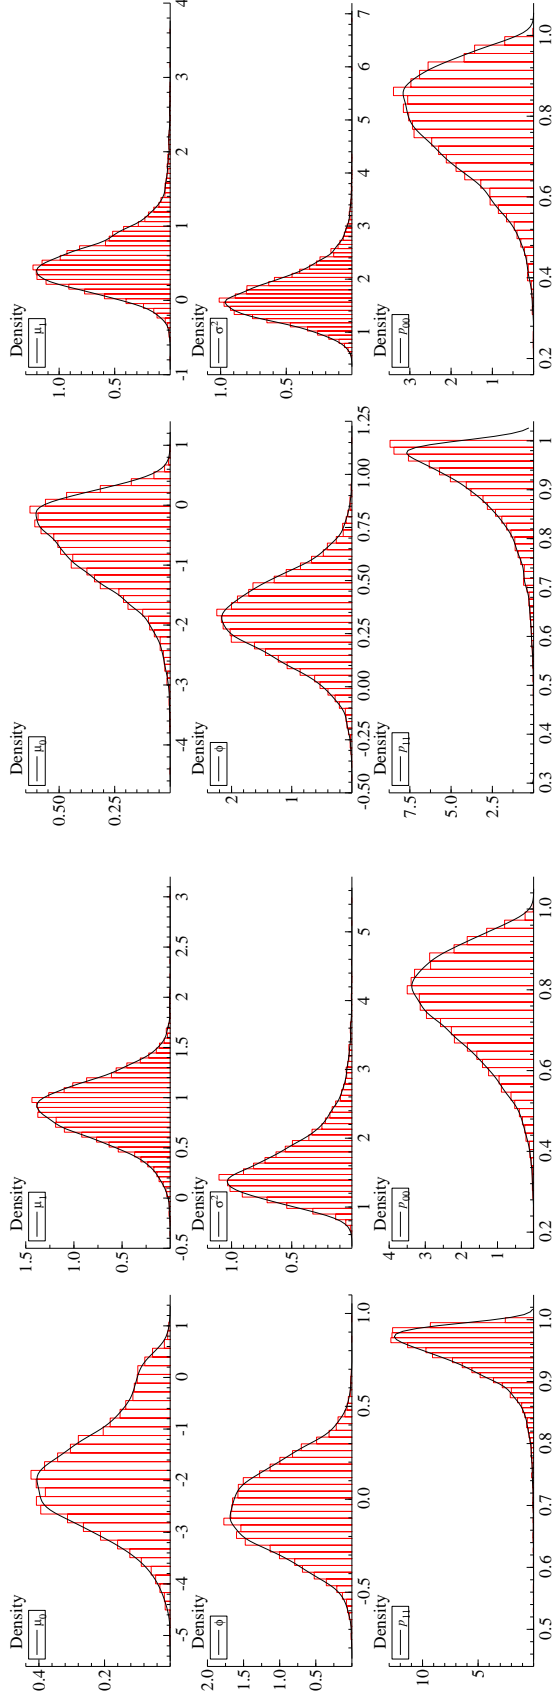 Density
μ₀
0.4
0.2
-5 -4 -3 -2 -1 0 1
Density
μ₁
1.5
1.0
0.5
-0.5 0 0.5 1 1.5 2 2.5 3
Density
μ₀
0.50
0.25
-4 -3 -2 -1 0 1
Density
μ₁
1.0
0.5
-1 0 1 2 3 4
Density
φ
2.0
1.5
1.0
0.5
-0.5 0.0 0.5 1.0
Density
σ²
1.0
0.5
1 2 3 4 5
Density
φ
2
1
-0.50 -0.25 0.00 0.25 0.50 0.75 1.00 1.25
Density
σ²
1.0
0.5
1 2 3 4 5 6 7
Density
p₁₁
10
5
0.5 0.6 0.7 0.8 0.9 1.0
Density
p₀₀
4
3
2
1
0.2 0.4 0.6 0.8 1.0
Density
p₁₁
7.5
5.0
2.5
0.3 0.4 0.5 0.6 0.7 0.8 0.9 1
Density
p₀₀
3
2
1
0.2 0.4 0.6 0.8 1.0